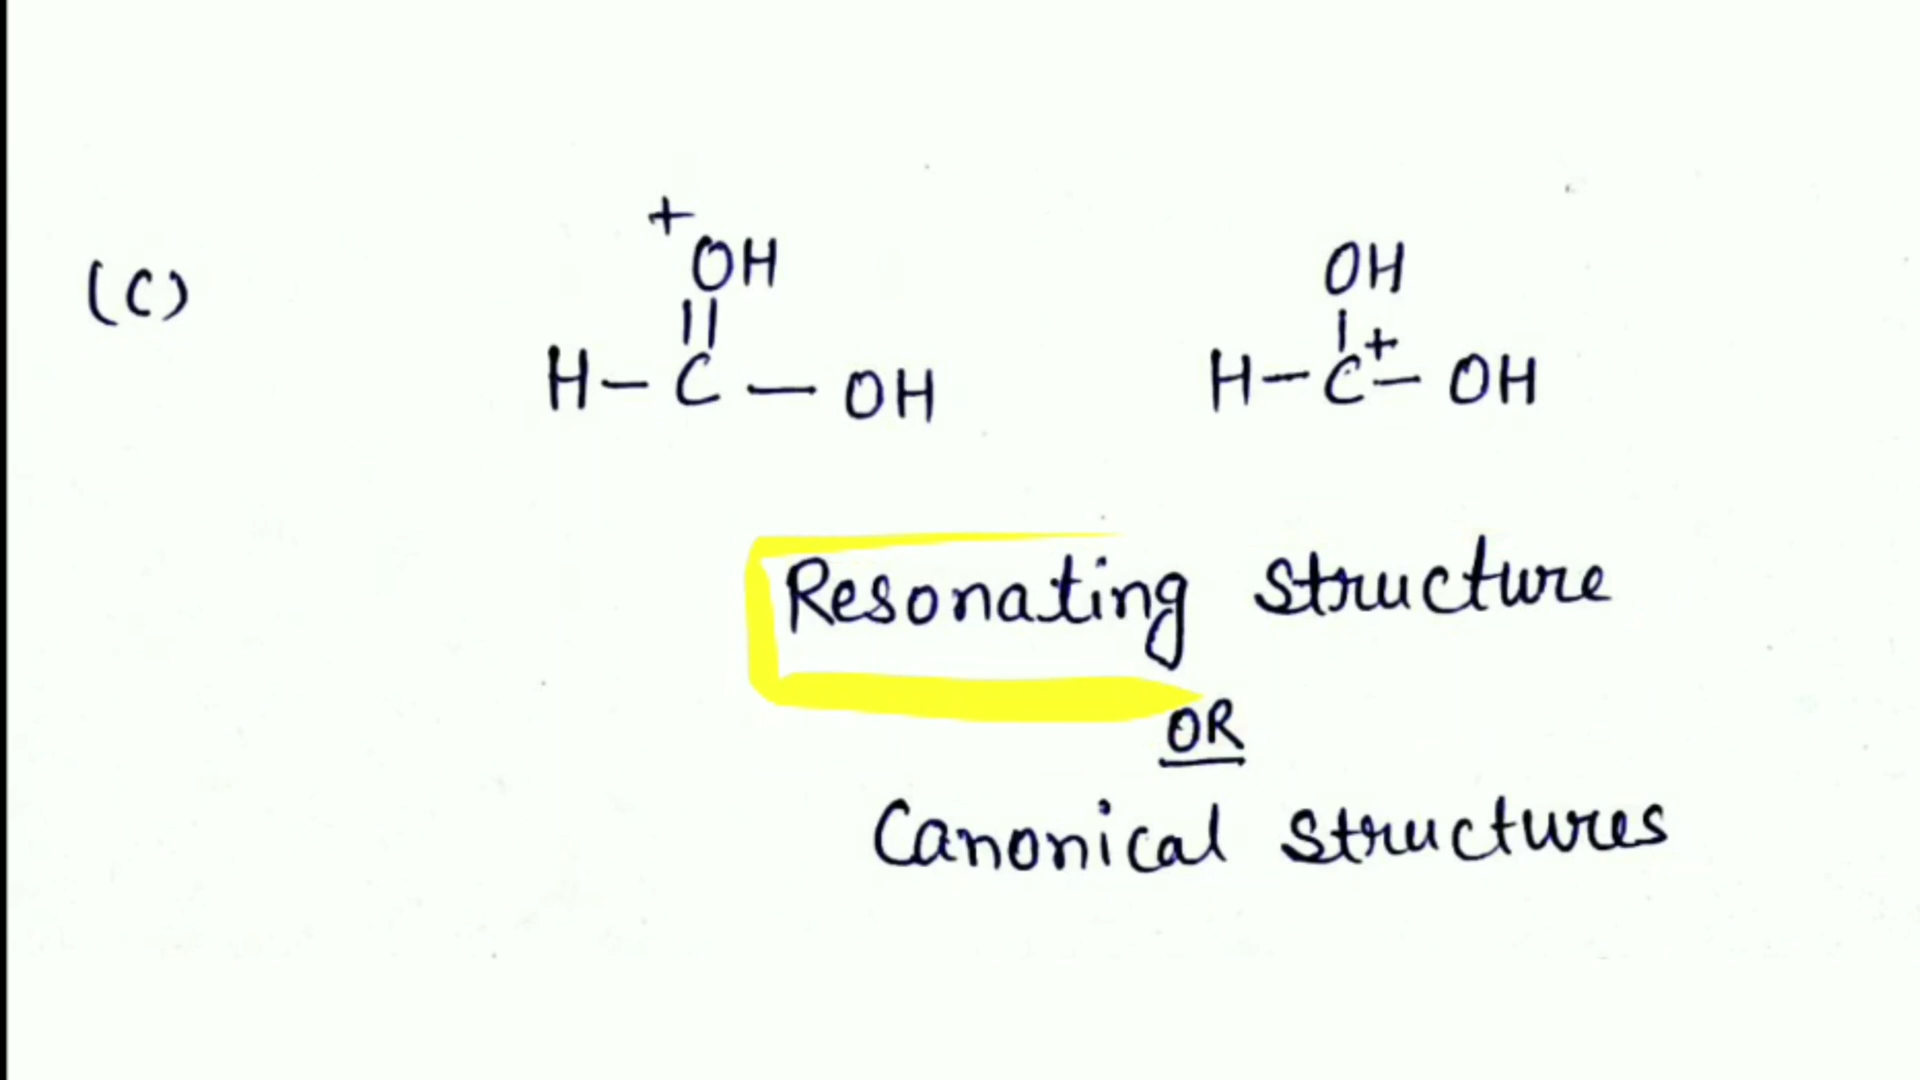 (C)
+
OH OH
|| | +
H - C - OH H - C - OH
Resonating structure
OR
Canonical structures